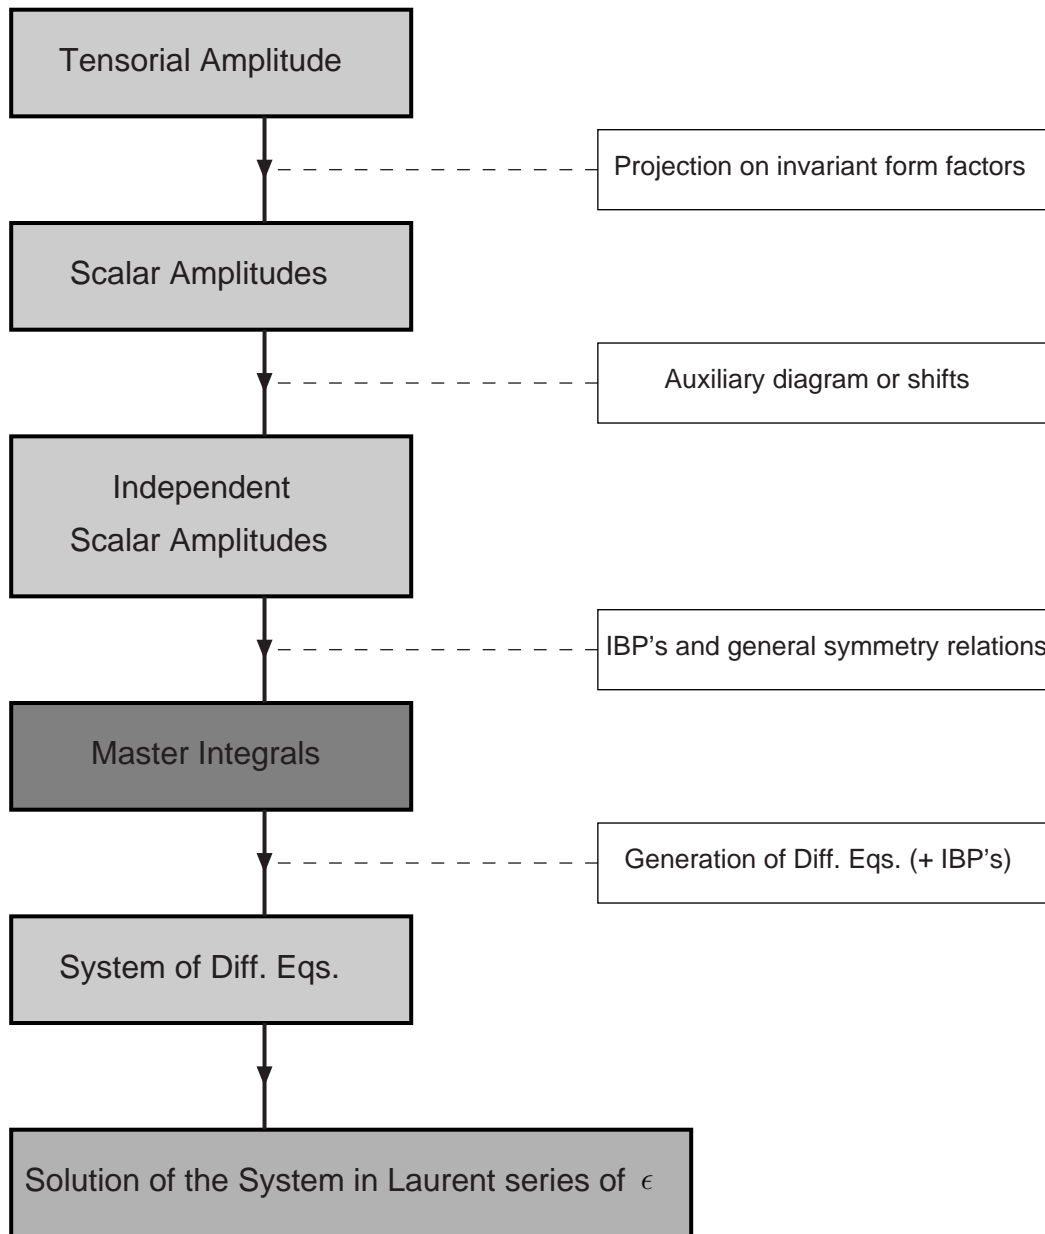 Tensorial Amplitude
Projection on invariant form factors
Scalar Amplitudes
Auxiliary diagram or shifts
Independent
Scalar Amplitudes
IBP's and general symmetry relations
Master Integrals
Generation of Diff. Eqs. (+ IBP's)
System of Diff. Eqs.
Solution of the System in Laurent series of ϵ